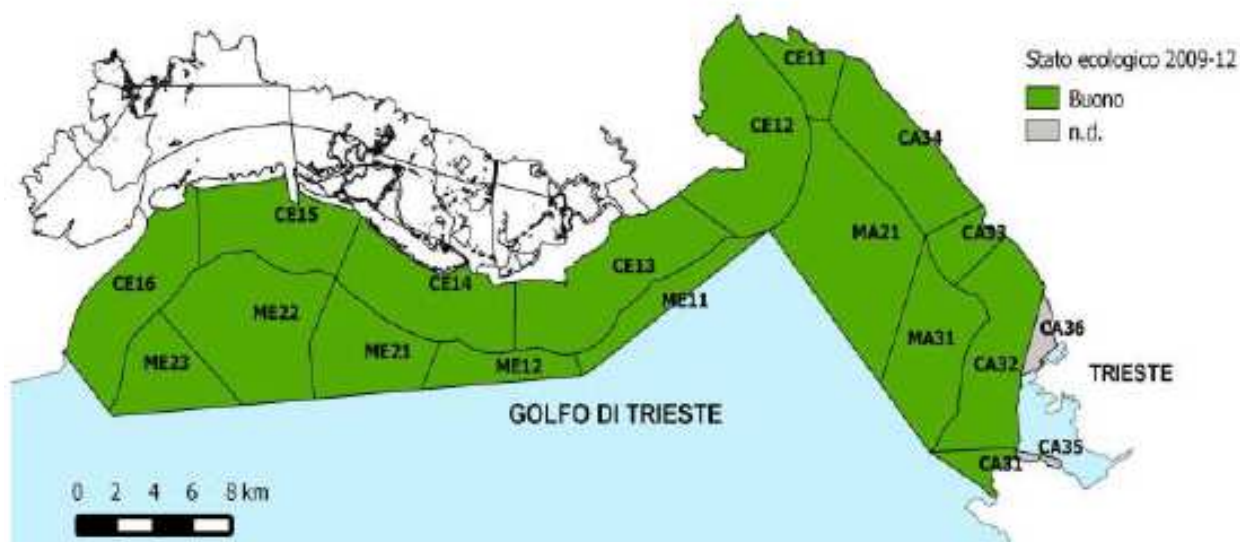 CE11
Stato ecologico 2009-12
Buono
n.d.
CE12
CA34
CE15
MA21
CA33
CE13
CE16
CE14
ME11
ME22
CA36
MA31
ME21
ME23
ME12
CA32
TRIESTE
GOLFO DI TRIESTE
CA35
CA31
0 2 4 6 8 km